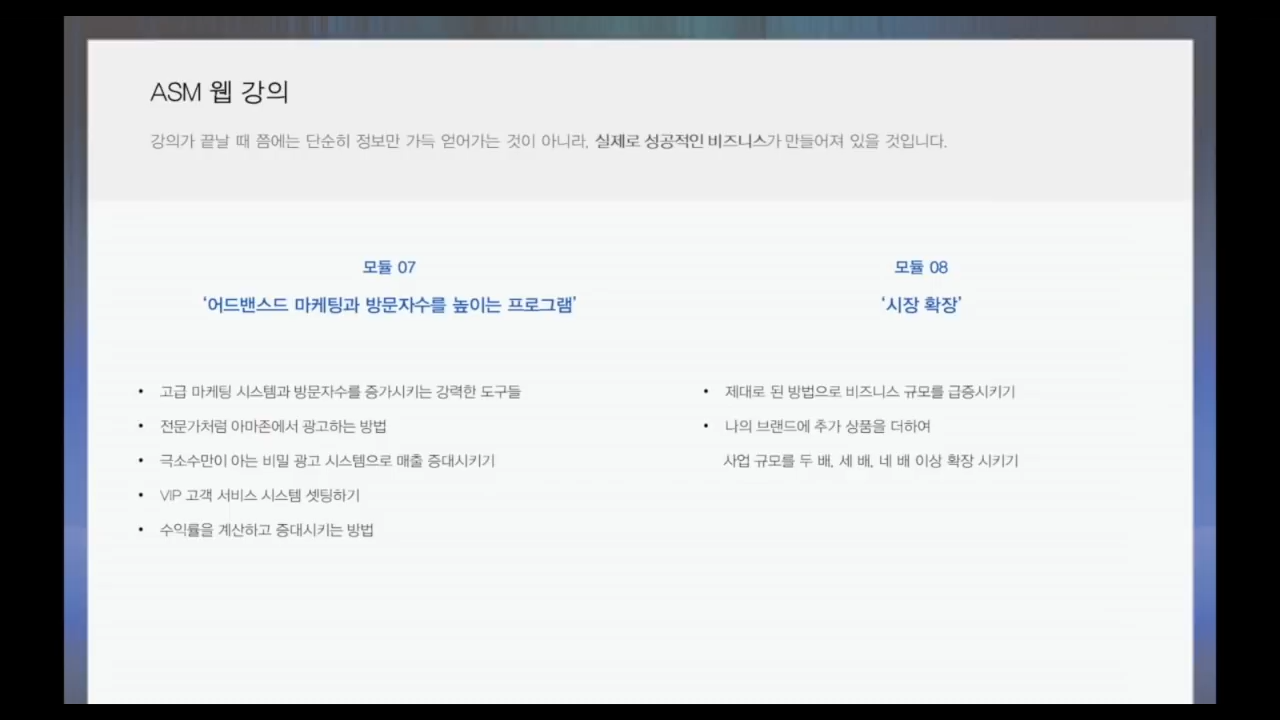 ASM 웹 강의
강의가 끝날 때 쯤에는 단순히 정보만 가득 얻어가는 것이 아니라, 실제로 성공적인 비즈니스가 만들어져 있을 것입니다.
모듈 07
‘어드밴스드 마케팅과 방문자수를 높이는 프로그램’
• 고급 마케팅 시스템과 방문자수를 증가시키는 강력한 도구들
• 전문가처럼 아마존에서 광고하는 방법
• 극소수만이 아는 비밀 광고 시스템으로 매출 증대시키기
• VIP 고객 서비스 시스템 셋팅하기
• 수익률을 계산하고 증대시키는 방법
모듈 08
‘시장 확장’
• 제대로 된 방법으로 비즈니스 규모를 급증시키기
• 나의 브랜드에 추가 상품을 더하여
사업 규모를 두 배, 세 배, 네 배 이상 확장 시키기